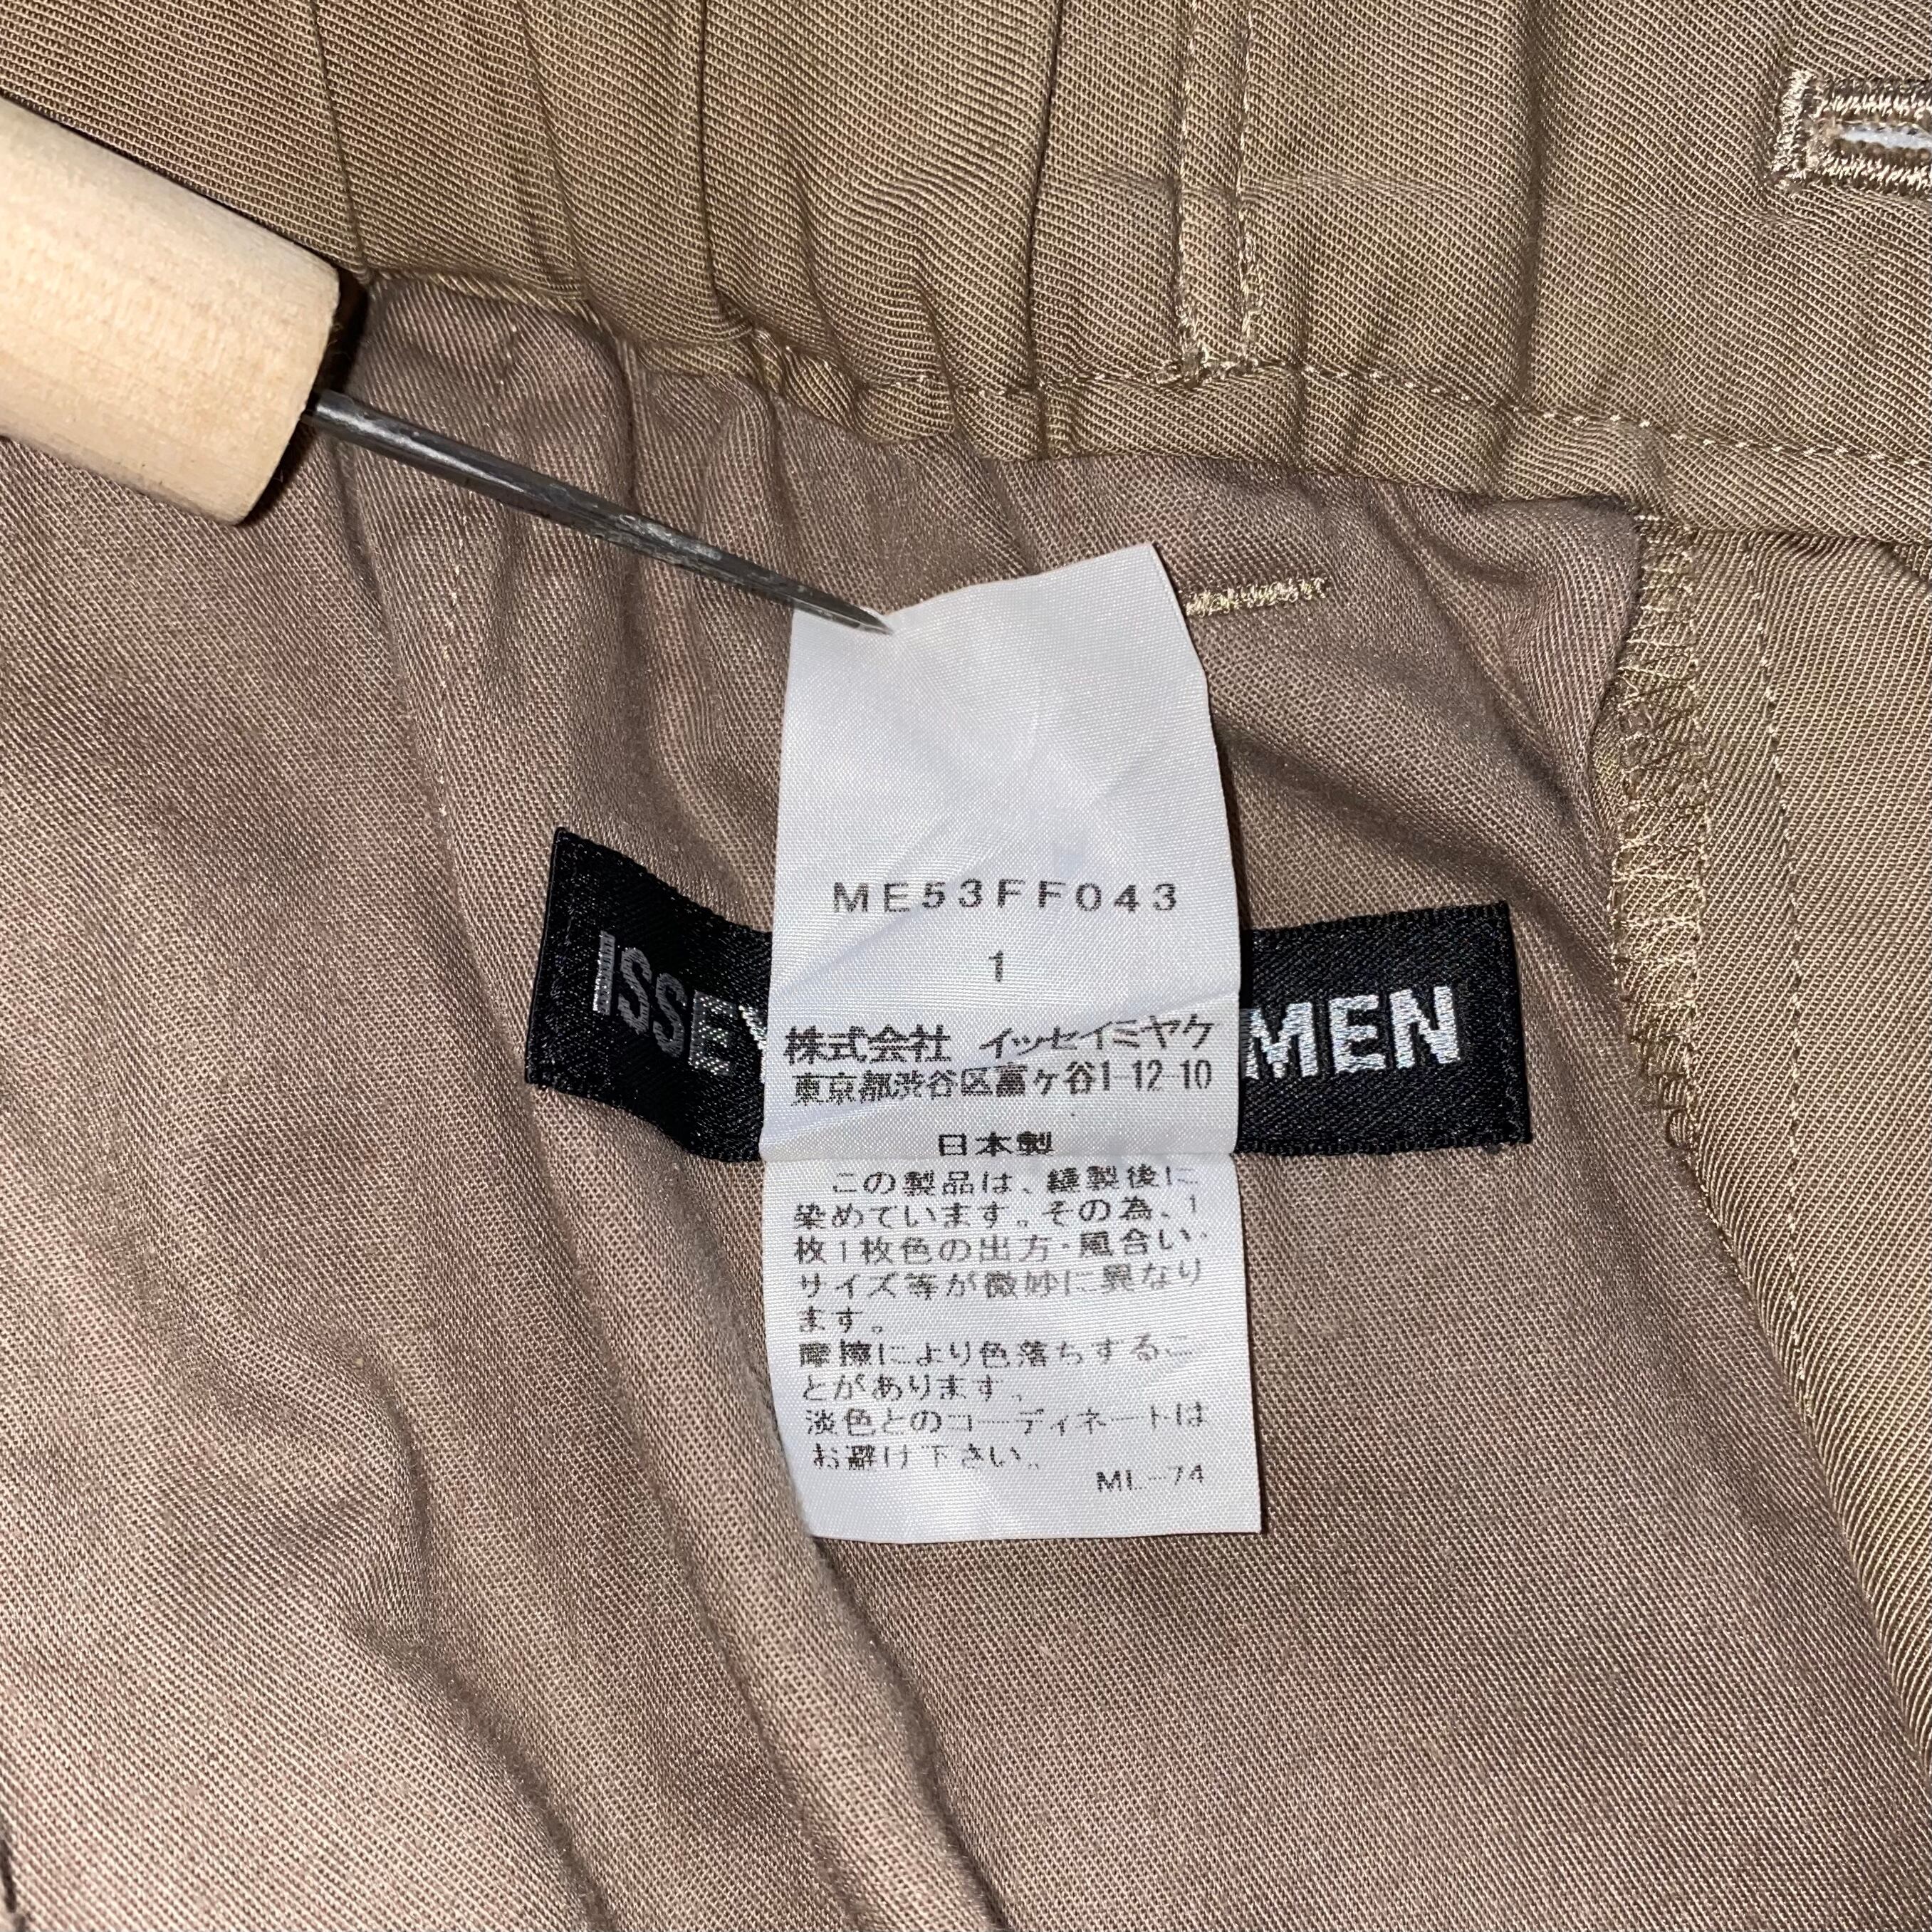 ME53FF043
1
株式会社 イッセイミヤケ
東京都渋谷区富ケ谷1-12-10
日本製
この製品は、縫製後に
染めています。その為、1
枚1枚色の出方・風合い・
サイズ等が微妙に異なり
ます。
摩擦により色落ちするこ
とがあります。
淡色とのコーディネートは
お避け下さい。
ML-74
ISSEY MEN